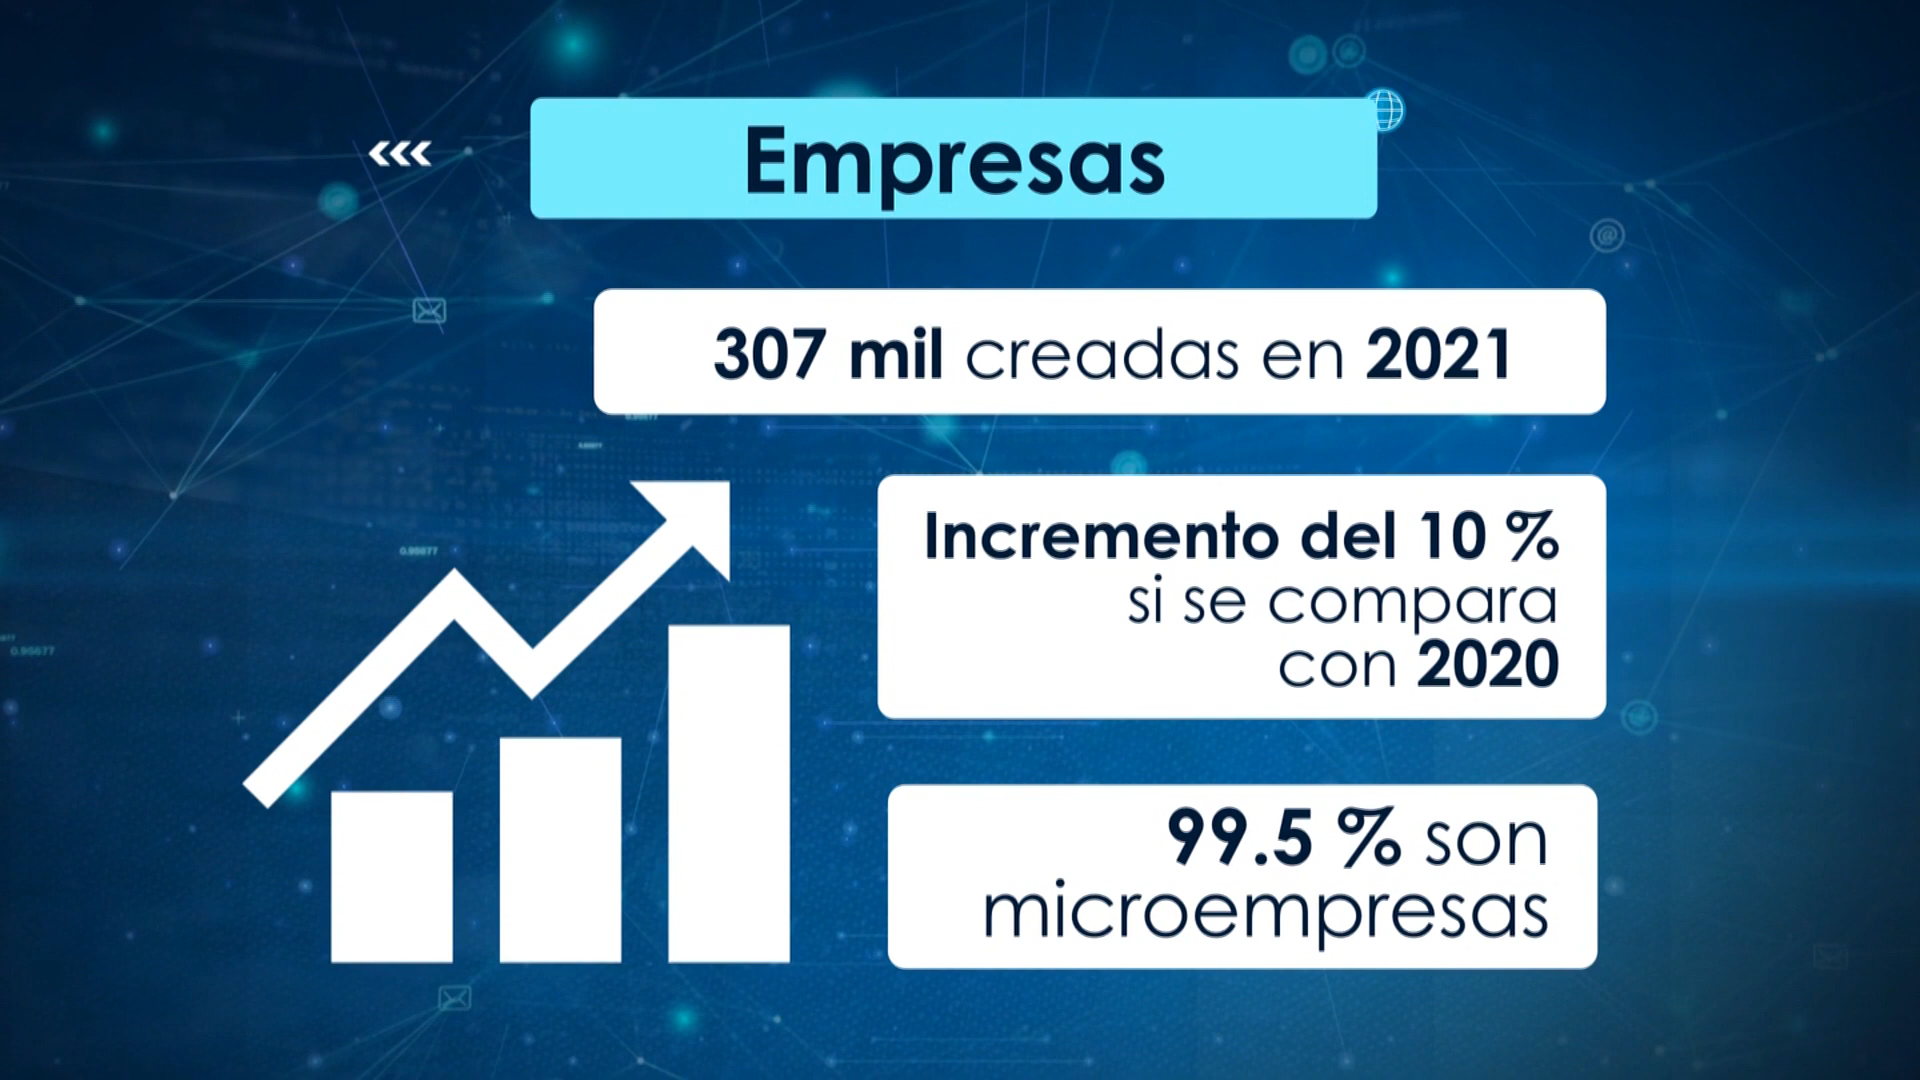 Empresas
307 mil creadas en 2021
Incremento del 10 %
si se compara
con 2020
99.5 % son
microempresas